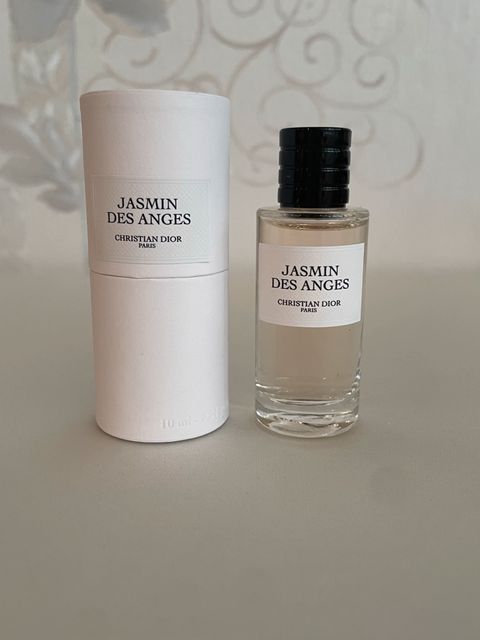 JASMIN
DES ANGES
CHRISTIAN DIOR
PARIS
JASMIN
DES ANGES
CHRISTIAN DIOR
PARIS